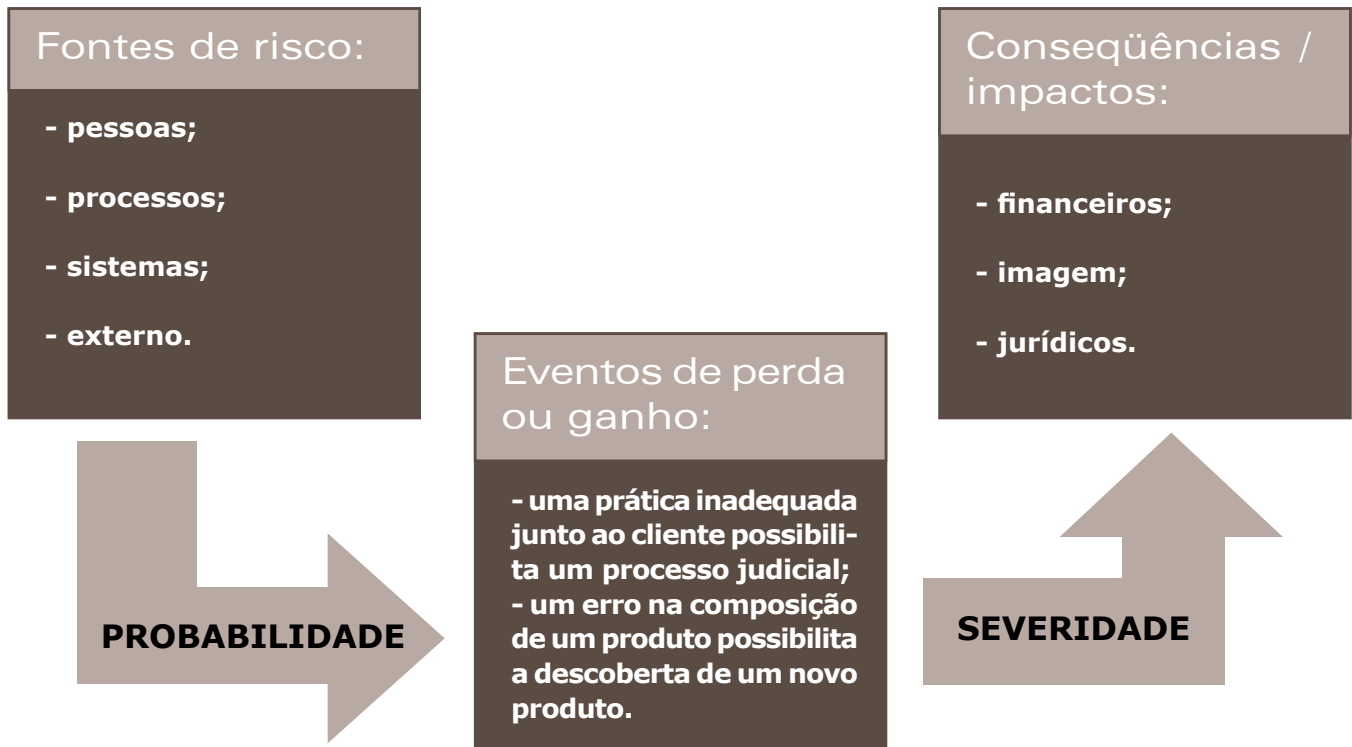 Fontes de risco:
- pessoas;
- processos;
- sistemas;
- externo.
PROBABILIDADE
Eventos de perda
ou ganho:
- uma prática inadequada
junto ao cliente possibili-
ta um processo judicial;
- um erro na composição
de um produto possibilita
a descoberta de um novo
produto.
SEVERIDADE
Conseqüências /
impactos:
- financeiros;
- imagem;
- jurídicos.